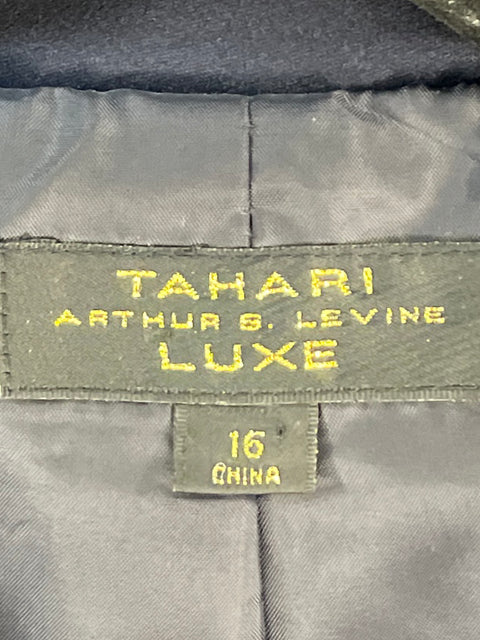 TAHARI
ARTHUR S. LEVINE
LUXE
16
CHINA